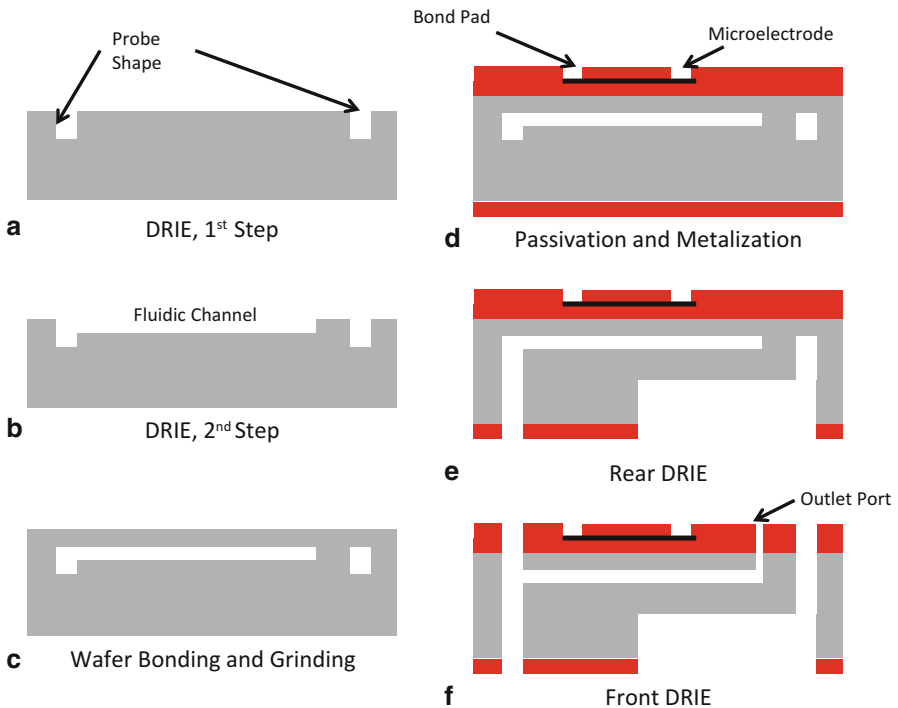 Probe
Shape
a
DRIE, 1st Step
Fluidic Channel
b
DRIE, 2nd Step
c
Wafer Bonding and Grinding
Bond Pad
Microelectrode
d
Passivation and Metalization
e
Rear DRIE
Outlet Port
f
Front DRIE